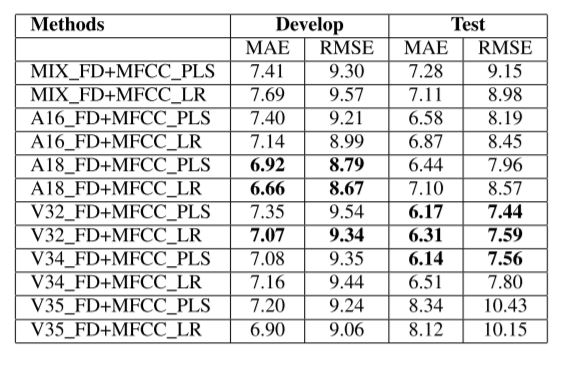 Methods Develop Test
MAE RMSE MAE RMSE
MIX_FD+MFCC_PLS 7.41 9.30 7.28 9.15
MIX_FD+MFCC_LR 7.69 9.57 7.11 8.98
A16_FD+MFCC_PLS 7.40 9.21 6.58 8.19
A16_FD+MFCC_LR 7.14 8.99 6.87 8.45
A18_FD+MFCC_PLS 6.92 8.79 6.44 7.96
A18_FD+MFCC_LR 6.66 8.67 7.10 8.57
V32_FD+MFCC_PLS 7.35 9.54 6.17 7.44
V32_FD+MFCC_LR 7.07 9.34 6.31 7.59
V34_FD+MFCC_PLS 7.08 9.35 6.14 7.56
V34_FD+MFCC_LR 7.16 9.44 6.51 7.80
V35_FD+MFCC_PLS 7.20 9.24 8.34 10.43
V35_FD+MFCC_LR 6.90 9.06 8.12 10.15